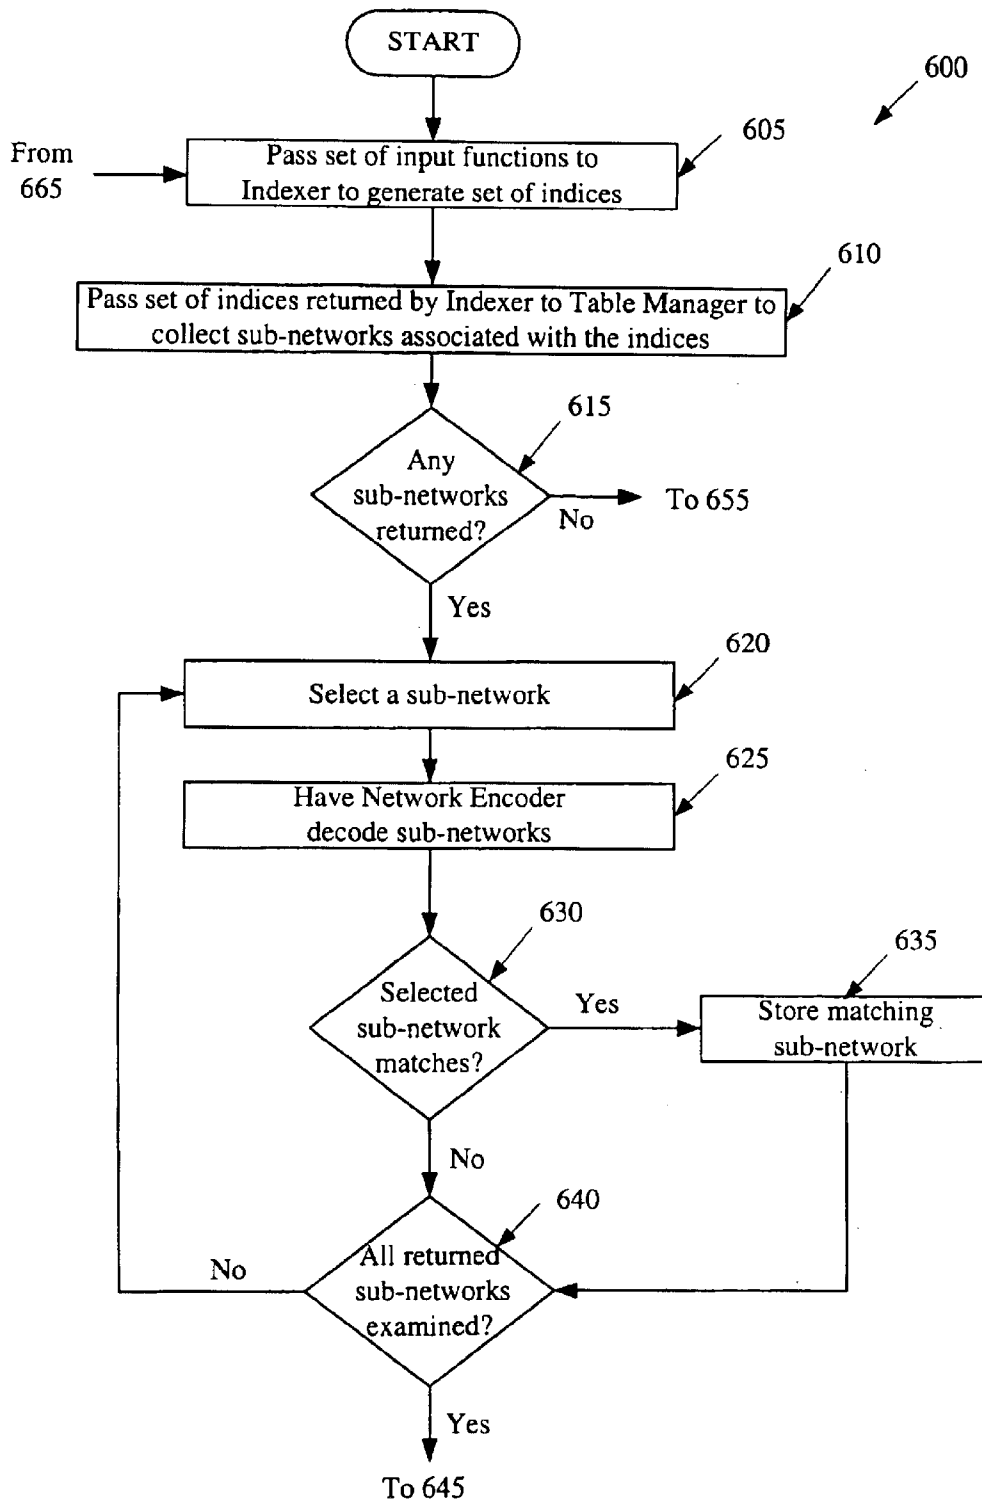 START
600
605
From
665
Pass set of input functions to
Indexer to generate set of indices
610
Pass set of indices returned by Indexer to Table Manager to
collect sub-networks associated with the indices
615
Any
sub-networks
returned?
No
To 655
Yes
620
Select a sub-network
625
Have Network Encoder
decode sub-networks
630
Selected
sub-network
matches?
Yes
635
Store matching
sub-network
No
640
All returned
sub-networks
examined?
No
Yes
To 645